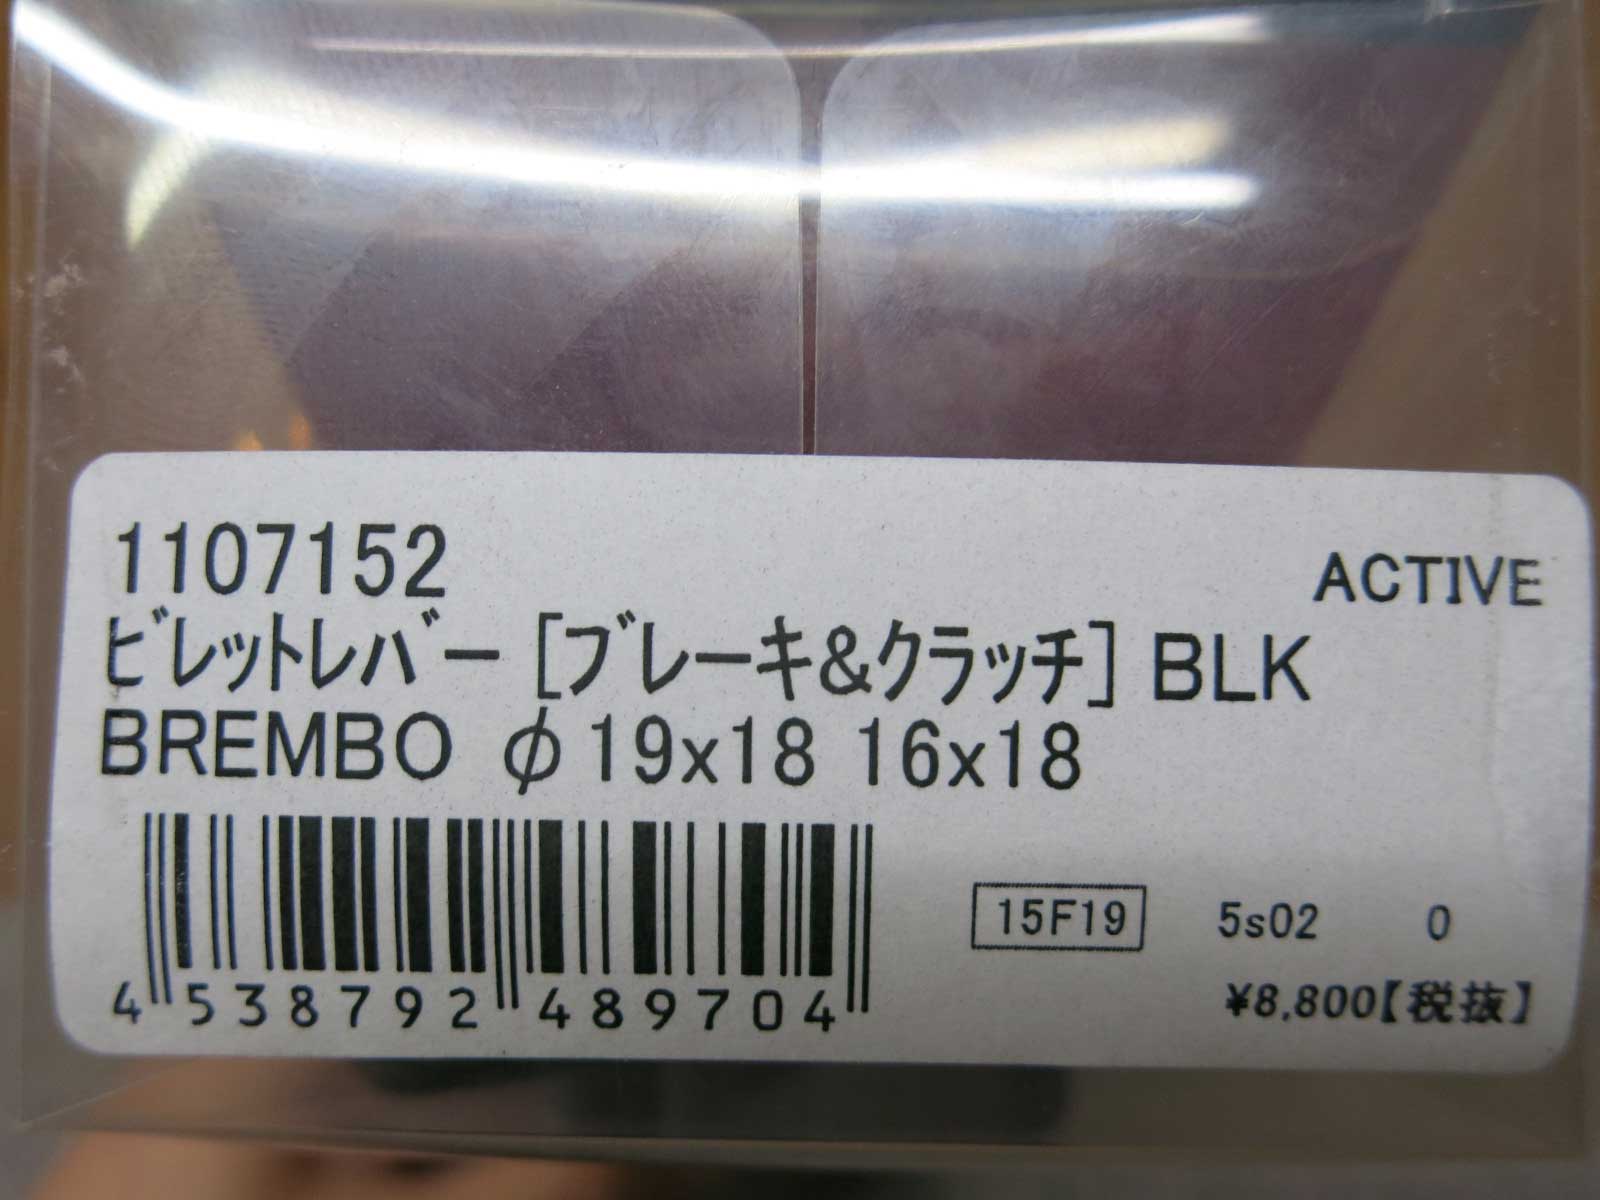 1107152
ACTIVE
ﾋﾞﾚｯﾄﾚﾊﾞｰ [ブレーキ&クラッチ] BLK
BREMBO φ19x18 16x18
15F19 5s02 0
4 538792 489704
¥8,800【税抜】